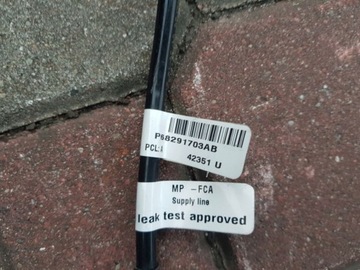 P68291703AB
PCL:
42351 U
MP -FCA
Supply line
leak test approved